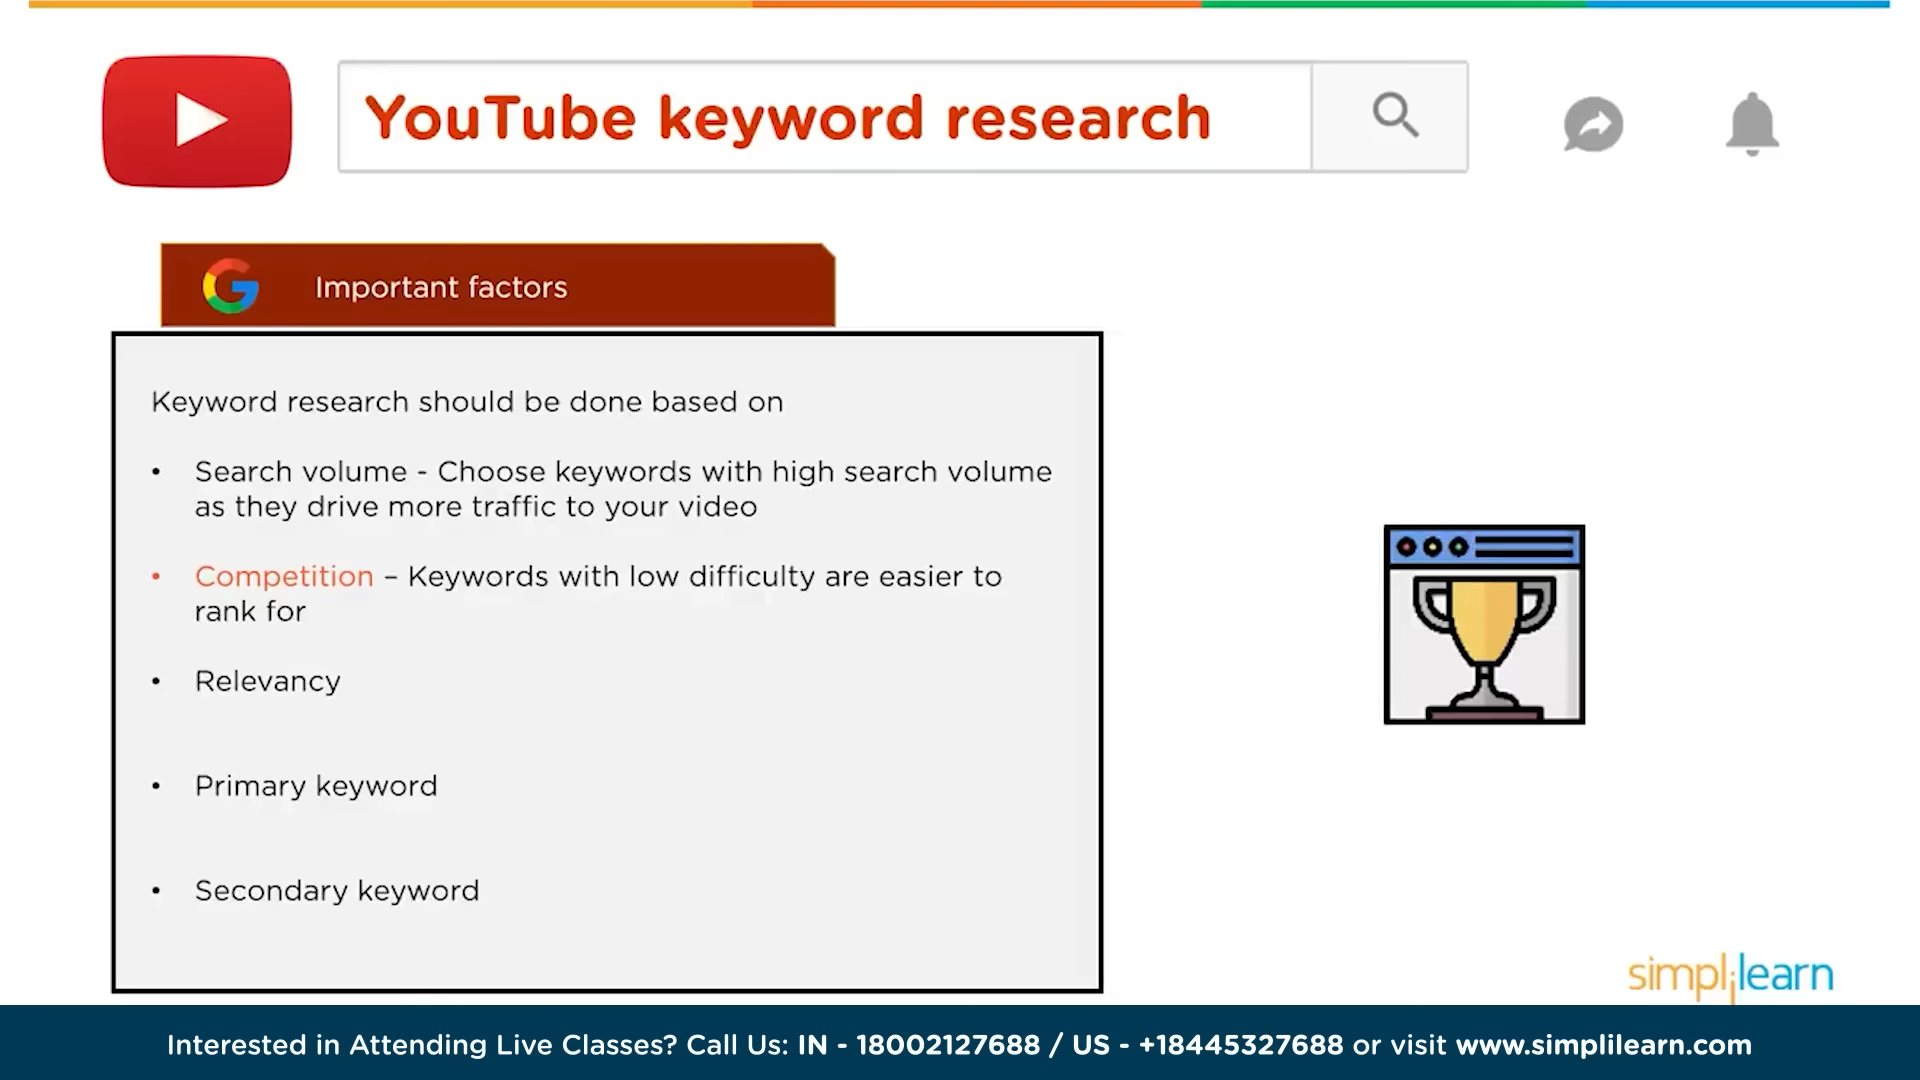 YouTube keyword research
Important factors
Keyword research should be done based on
• Search volume - Choose keywords with high search volume
as they drive more traffic to your video
• Competition – Keywords with low difficulty are easier to
rank for
• Relevancy
• Primary keyword
• Secondary keyword
simplilearn
Interested in Attending Live Classes? Call Us: IN - 18002127688 / US - +18445327688 or visit www.simplilearn.com